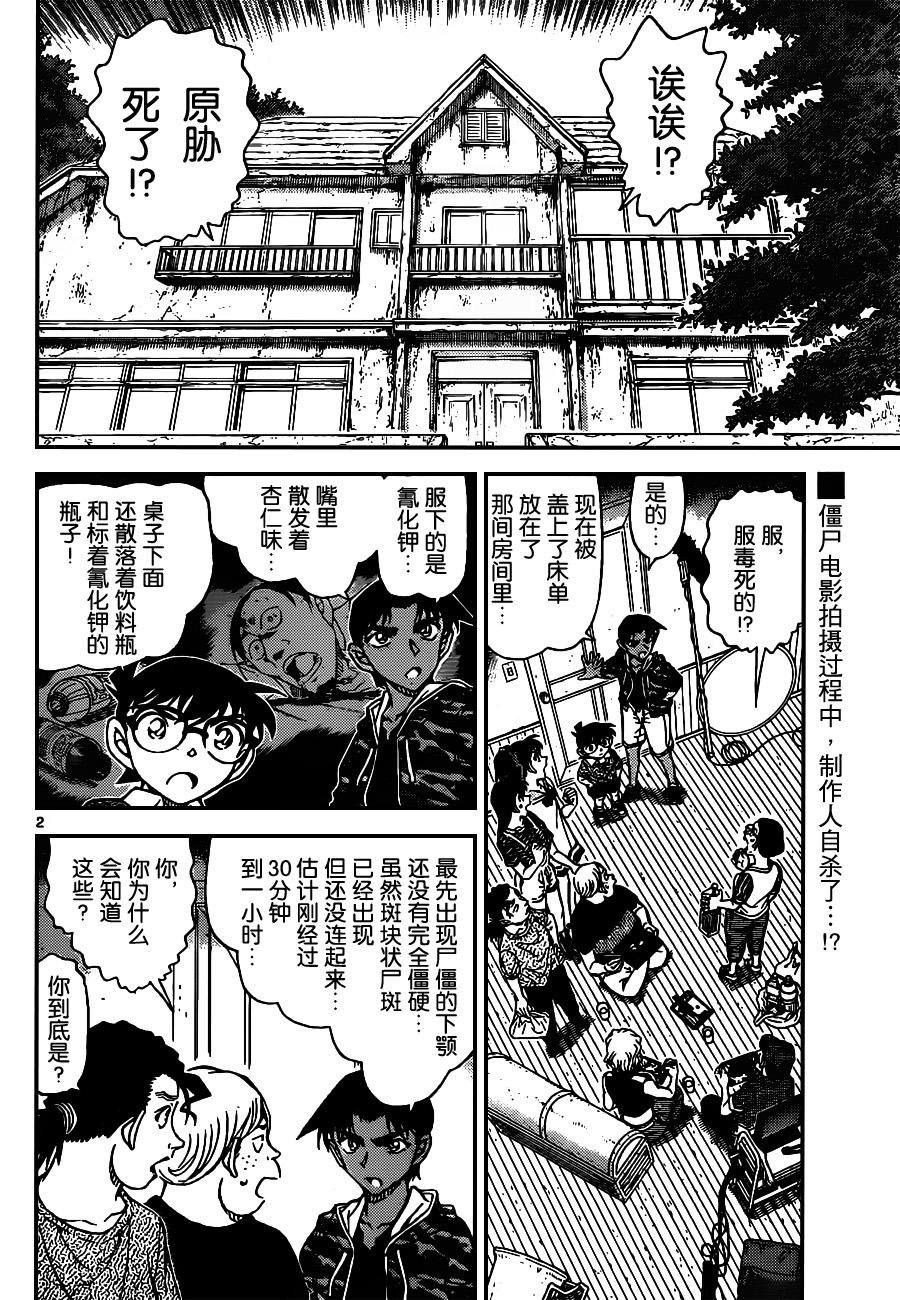 诶诶
!?
原胁
死了!?
服,
服毒死的!?
是的…
现在被
盖上了床单
放在了
那间房间里…
僵尸电影拍摄过程中，制作人自杀了…!?
服下的是
氰化钾…
嘴里
散发着
杏仁味…
桌子下面
还散落着饮料瓶
和标着氰化钾的
瓶子!
2
最先出现尸僵的下颚
还没有完全僵硬…
虽然斑块状尸斑
已经出现
但还没连起来…
估计刚经过
30分钟
到一小时…
你,
你为什么
会知道
这些?
你到底是?